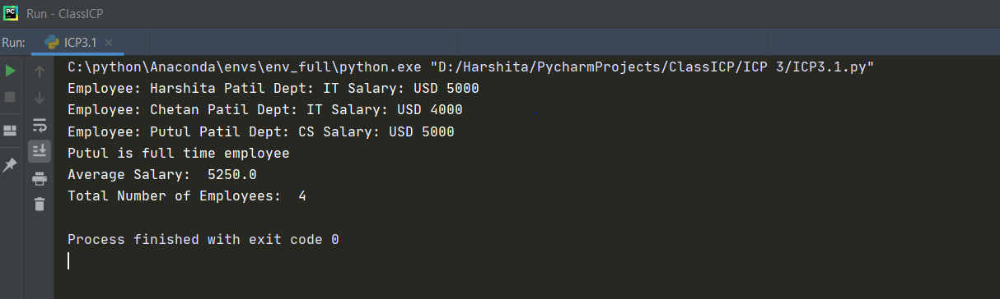 PC
Run - ClassICP
Run: ICP3.1
C:\python\Anaconda\envs\env_full\python.exe "D:/Harshita/PycharmProjects/ClassICP/ICP 3/ICP3.1.py"
Employee: Harshita Patil Dept: IT Salary: USD 5000
Employee: Chetan Patil Dept: IT Salary: USD 4000
Employee: Putul Patil Dept: CS Salary: USD 5000
Putul is full time employee
Average Salary:  5250.0
Total Number of Employees:  4
Process finished with exit code 0